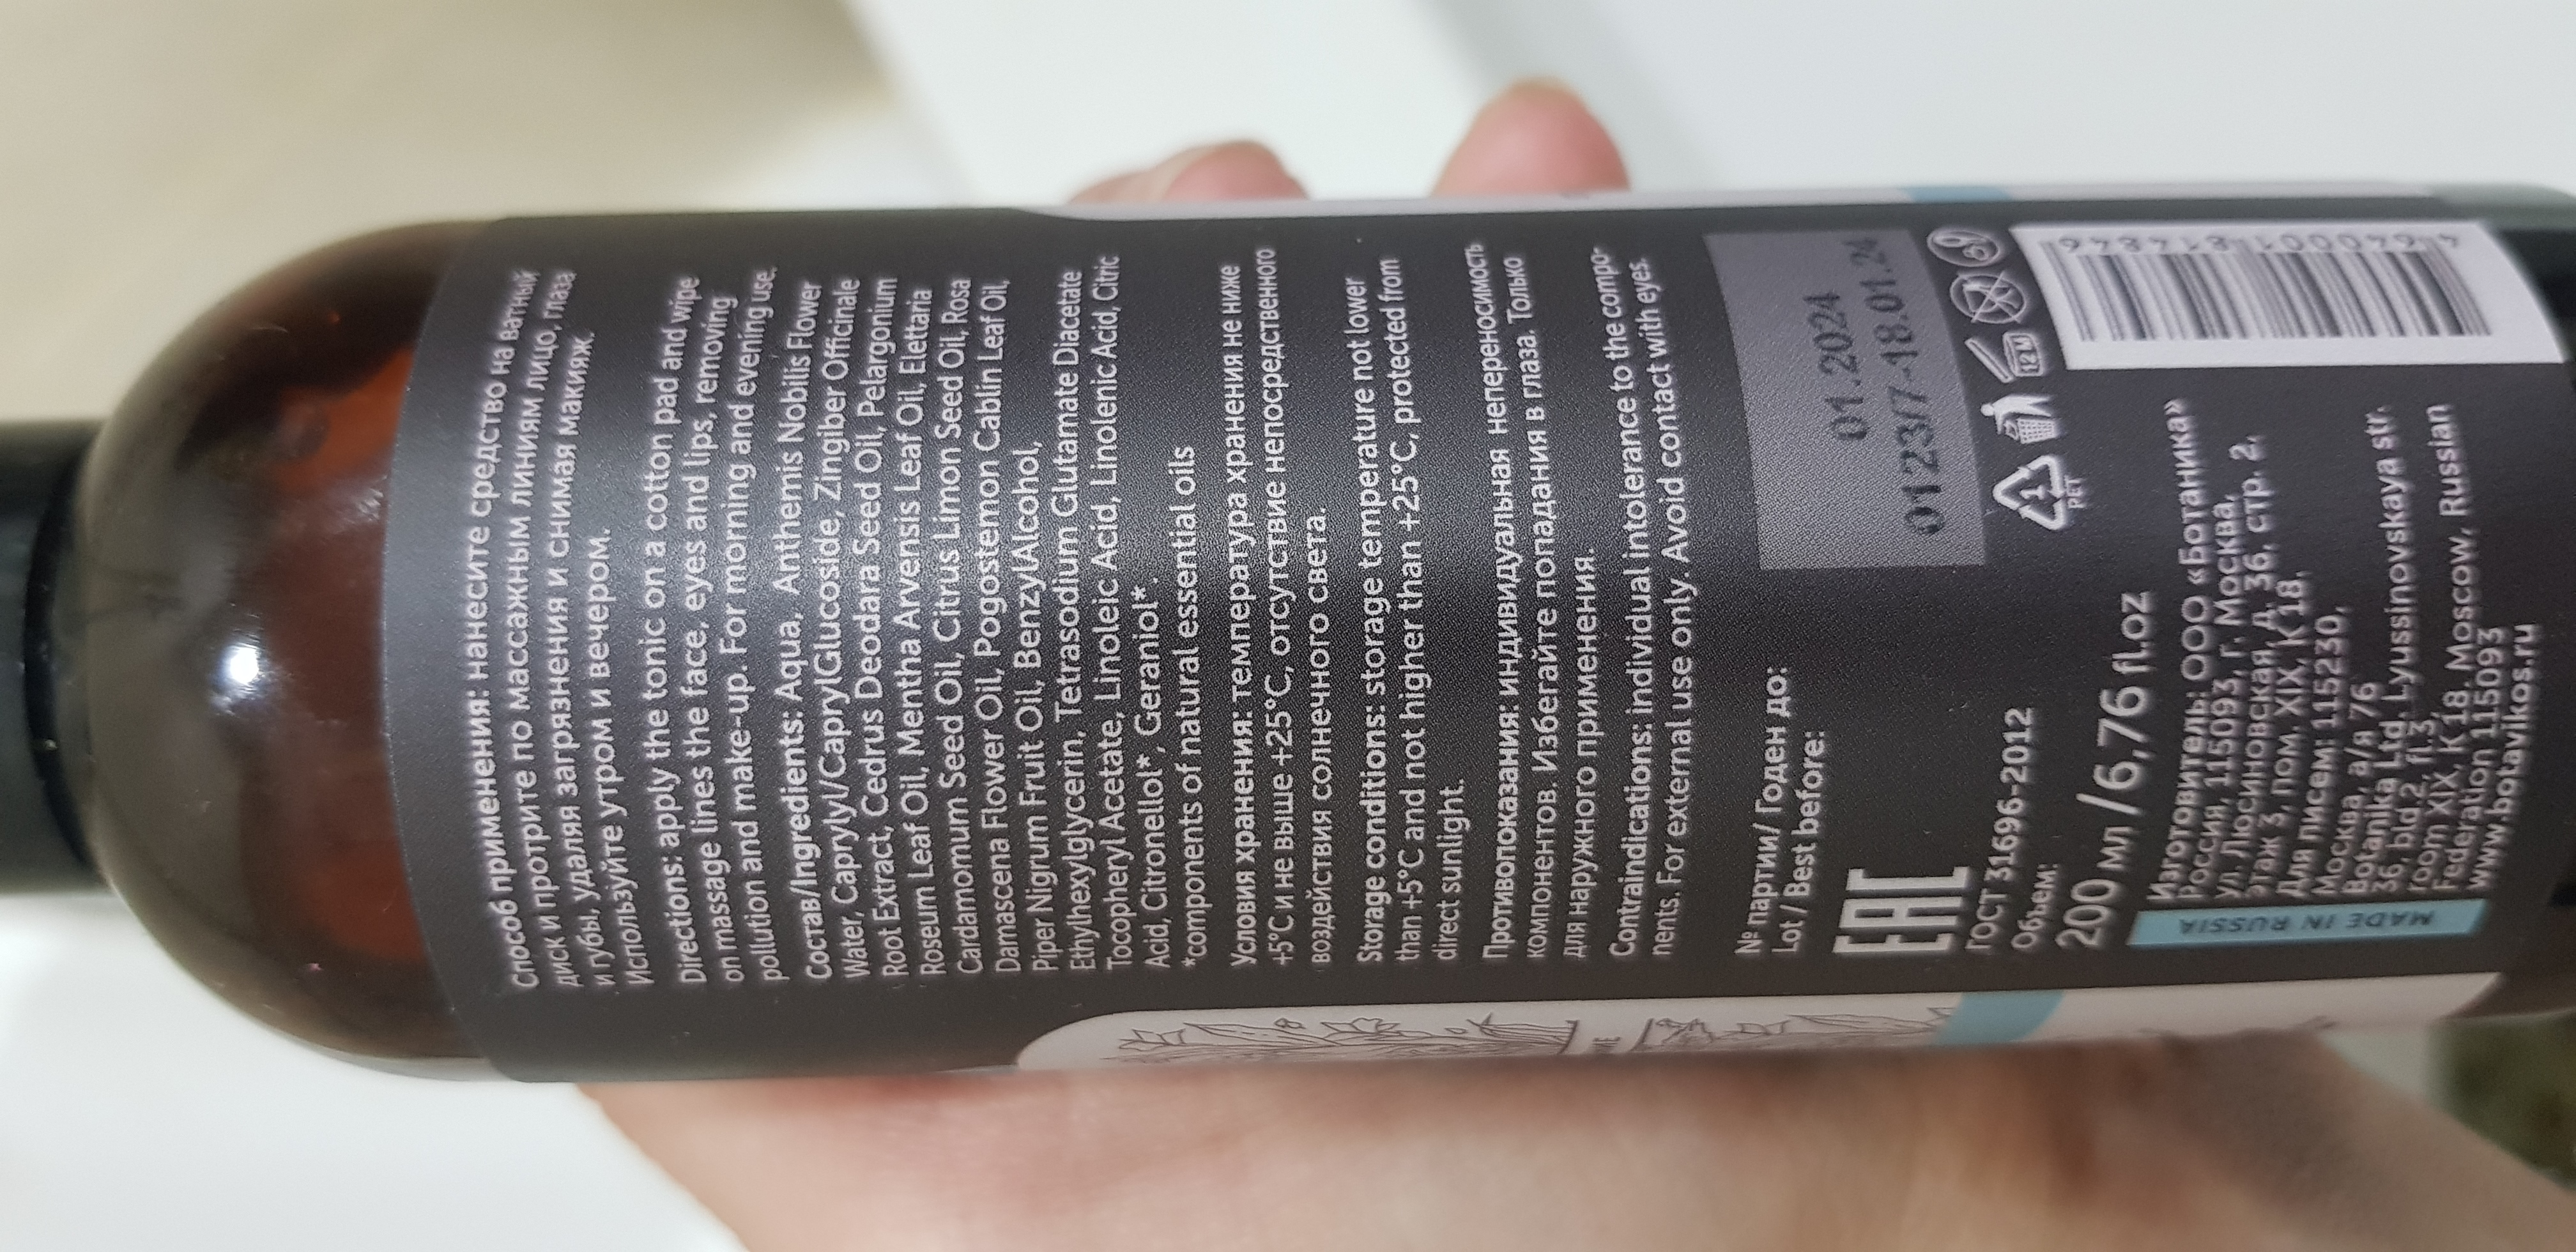 Способ применения: нанесите средство на ватный
диск и протрите по массажным линиям лицо, глаза
и губы, удаляя загрязнения и снимая макияж.
Используйте утром и вечером.
Directions: apply the tonic on a cotton pad and wipe
on massage lines the face, eyes and lips, removing
pollution and make-up. For morning and evening use.
Состав/Ingredients: Aqua, Anthemis Nobilis Flower
Water, Caprylyl/CaprylGlucoside, Zingiber Officinale
Root Extract, Cedrus Deodara Seed Oil, Pelargonium
Roseum Leaf Oil, Mentha Arvensis Leaf Oil, Elettaria
Cardamomum Seed Oil, Citrus Limon Seed Oil, Rosa
Damascena Flower Oil, Pogostemon Cablin Leaf Oil,
Piper Nigrum Fruit Oil, BenzylAlcohol,
Ethylhexylglycerin, Tetrasodium Glutamate Diacetate
Tocopheryl Acetate, Linoleic Acid, Linolenic Acid, Citric
Acid, Citronellol*, Geraniol*.
*components of natural essential oils
Условия хранения: температура хранения не ниже
+5°C и не выше +25°C, отсутствие непосредственного
воздействия солнечного света.
Storage conditions: storage temperature not lower
than +5°C and not higher than +25°C, protected from
direct sunlight.
Противопоказания: индивидуальная непереносимость
компонентов. Избегайте попадания в глаза. Только
для наружного применения.
Contraindications: Individual intolerance to the compo-
nents. For external use only. Avoid contact with eyes.
№ партии/ Годен до:
Lot / Best before:
01.2024
01123/7-18.01.24
EAC
ГОСТ 31696-2012
Объем:
200 мл /6,76 fl.oz
1
PET
12 M
Изготовитель: ООО «Ботаника»
Россия, 115093, г. Москва,
ул. Люсиновская, д. 36, стр. 2,
этаж 3, пом. XIX, К 18,
Для писем: 115230,
Москва, а/я 76
Botanika Ltd, Lyussinovskaya str.
36, bld.2, fl.3,
room XIX, K 18, Moscow, Russian
Federation 115093
www.botavikos.ru
MADE IN RUSSIA